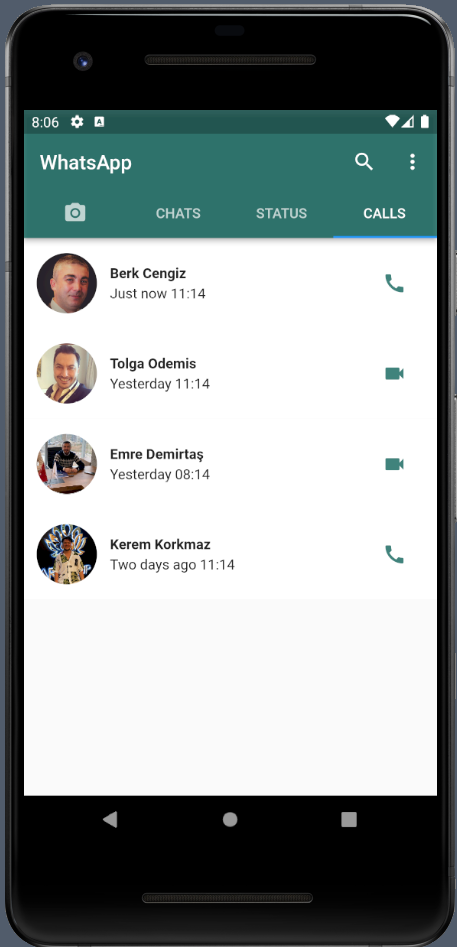 8:06 A
WhatsApp
CHATS STATUS CALLS
Berk Cengiz
Just now 11:14
Tolga Odemis
Yesterday 11:14
Emre Demirtaş
Yesterday 08:14
Kerem Korkmaz
Two days ago 11:14